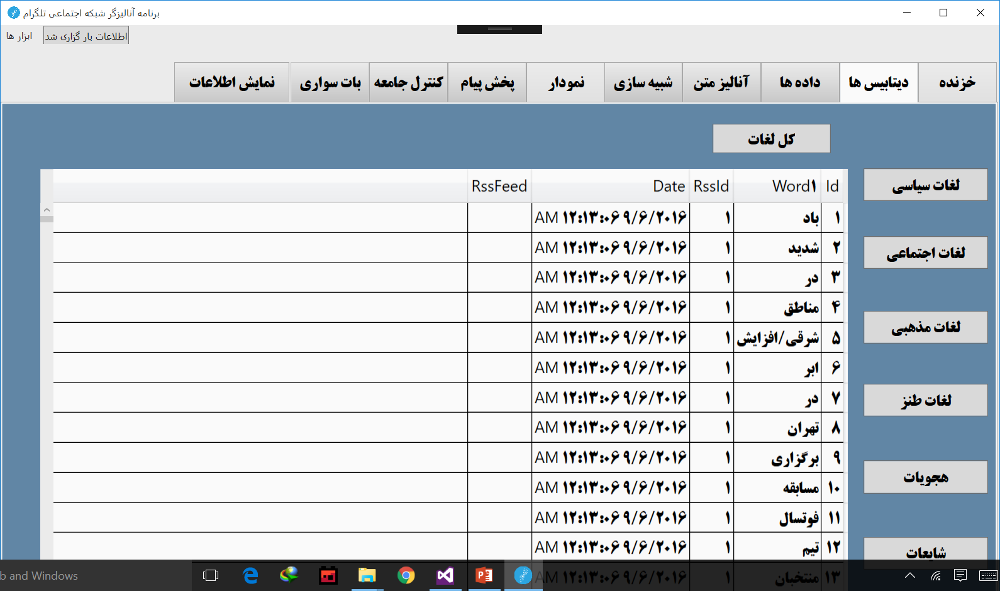 برنامه آنالیزگر شبکه اجتماعی تلگرام
ابزار ها
اطلاعات بار گزاری شد
خزنده
دیتابیس ها
داده ها
آنالیز متن
شبیه سازی
نمودار
پخش پیام
کنترل جامعه
بات سواری
نمایش اطلاعات
کل لغات
لغات سیاسی
لغات اجتماعی
لغات مذهبی
لغات طنز
هجویات
شایعات
Id Word۱ RssId Date RssFeed
۱ باد ۱ ۹/۶/۲۰۱۶ ۱۲:۱۳:۰۶ AM
۲ شدید ۱ ۹/۶/۲۰۱۶ ۱۲:۱۳:۰۶ AM
۳ در ۱ ۹/۶/۲۰۱۶ ۱۲:۱۳:۰۶ AM
۴ مناطق ۱ ۹/۶/۲۰۱۶ ۱۲:۱۳:۰۶ AM
۵ شرقی/افزایش ۱ ۹/۶/۲۰۱۶ ۱۲:۱۳:۰۶ AM
۶ ابر ۱ ۹/۶/۲۰۱۶ ۱۲:۱۳:۰۶ AM
۷ در ۱ ۹/۶/۲۰۱۶ ۱۲:۱۳:۰۶ AM
۸ تهران ۱ ۹/۶/۲۰۱۶ ۱۲:۱۳:۰۶ AM
۹ برگزاری ۱ ۹/۶/۲۰۱۶ ۱۲:۱۳:۰۶ AM
۱۰ مسابقه ۱ ۹/۶/۲۰۱۶ ۱۲:۱۳:۰۶ AM
۱۱ فوتسال ۱ ۹/۶/۲۰۱۶ ۱۲:۱۳:۰۶ AM
۱۲ تیم ۱ ۹/۶/۲۰۱۶ ۱۲:۱۳:۰۶ AM
۱۳ منتخبان ۱ ۹/۶/۲۰۱۶ ۱۲:۱۳:۰۶ AM
b and Windows